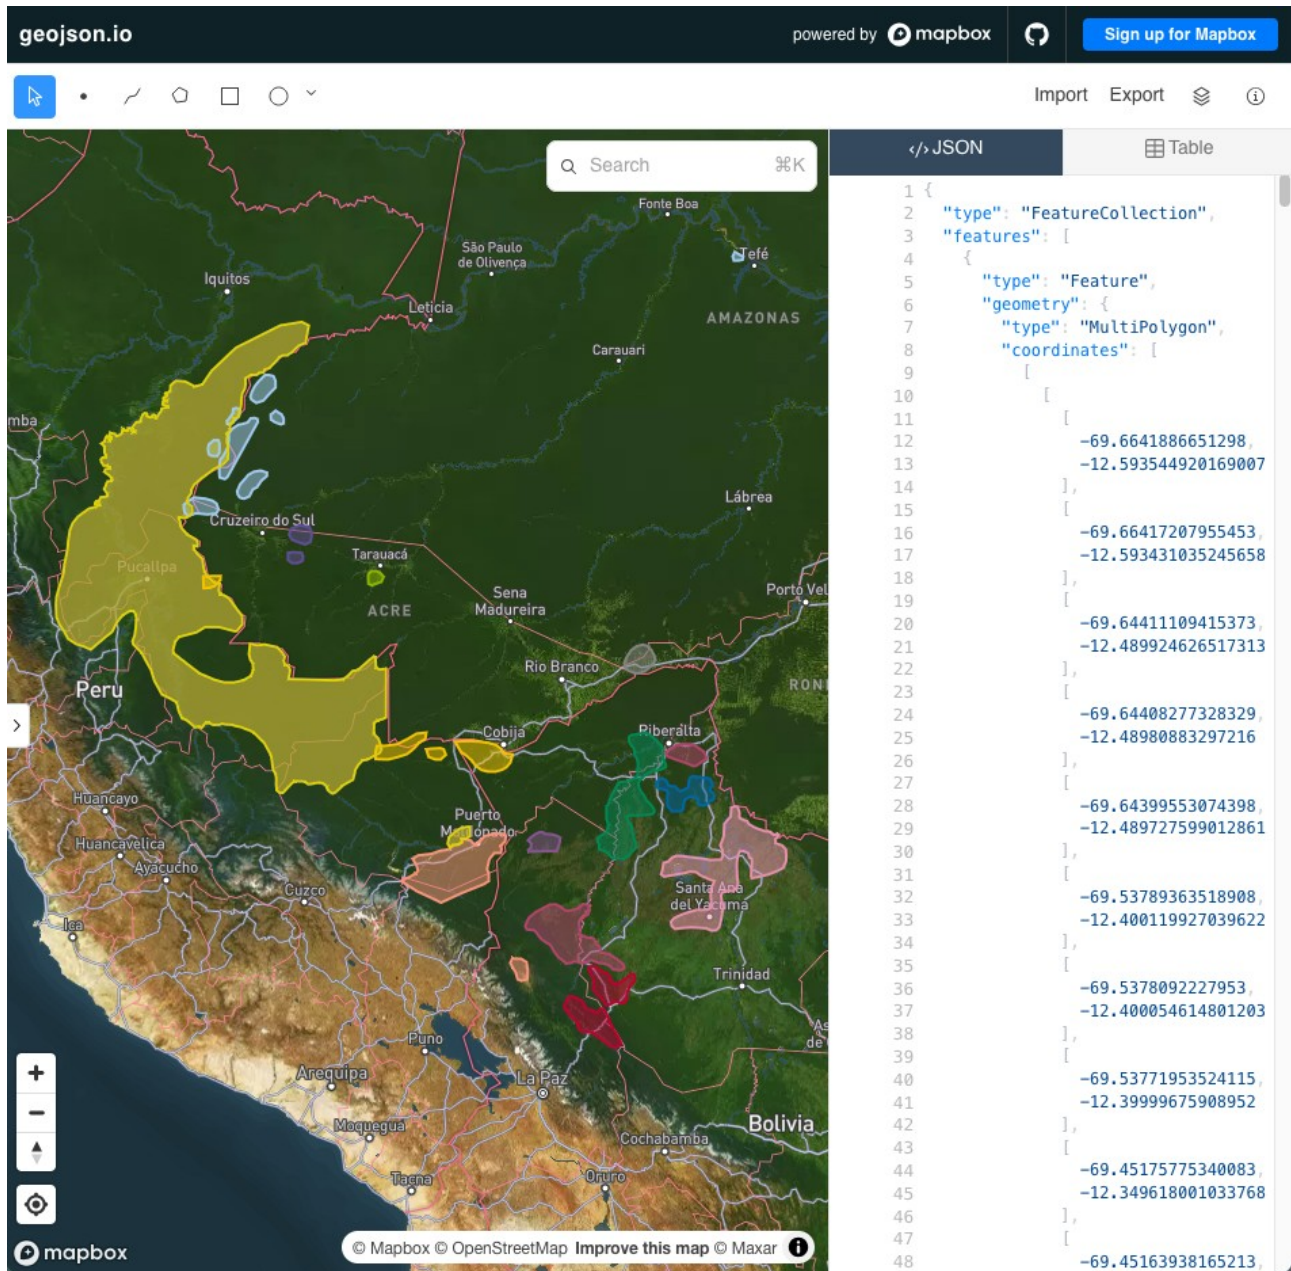 geojson.io
powered by mapbox
Sign up for Mapbox
Import Export
Search ⌘K
</> JSON
Table
Fonte Boa
São Paulo
de Olivença
Tefé
Iquitos
Leticia
AMAZONAS
Carauari
mba
Lábrea
Cruzeiro do Sul
Tarauacá
Pucallpa
ACRE
Sena
Madureira
Porto Vel
Rio Branco
Peru
RON
Cobija
Riberalta
Huancayo
Puerto
Maldonado
Huancavelica
Ayacucho
Cuzco
Santa Ana
del Yacuma
Ica
Trinidad
As
de
Puno
Arequipa
La Paz
Moquegua
Bolivia
Cochabamba
Tacna
Oruro
mapbox
© Mapbox © OpenStreetMap Improve this map © Maxar
1 {
2 "type": "FeatureCollection",
3 "features": [
4 {
5 "type": "Feature",
6 "geometry": {
7 "type": "MultiPolygon",
8 "coordinates": [
9 [
10 [
11 [
12 -69.6641886651298,
13 -12.593544920169007
14 ],
15 [
16 -69.66417207955453,
17 -12.593431035245658
18 ],
19 [
20 -69.64411109415373,
21 -12.489924626517313
22 ],
23 [
24 -69.64408277328329,
25 -12.48980883297216
26 ],
27 [
28 -69.64399553074398,
29 -12.489727599012861
30 ],
31 [
32 -69.53789363518908,
33 -12.400119927039622
34 ],
35 [
36 -69.5378092227953,
37 -12.400054614801203
38 ],
39 [
40 -69.53771953524115,
41 -12.39999675908952
42 ],
43 [
44 -69.45175775340083,
45 -12.349618001033768
46 ],
47 [
48 -69.45163938165213,